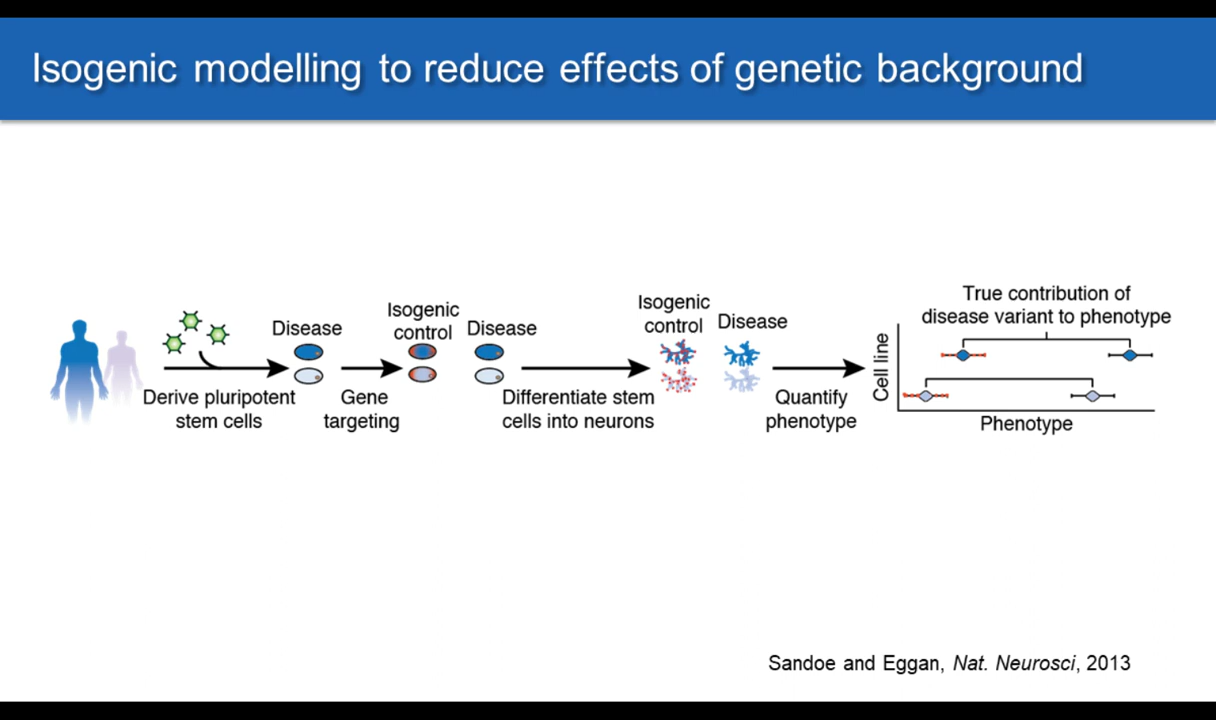 Isogenic modelling to reduce effects of genetic background
Derive pluripotent
stem cells
Disease
Gene
targeting
Isogenic
control
Disease
Differentiate stem
cells into neurons
Isogenic
control
Disease
Quantify
phenotype
Cell line
True contribution of
disease variant to phenotype
Phenotype
Sandoe and Eggan, Nat. Neurosci, 2013